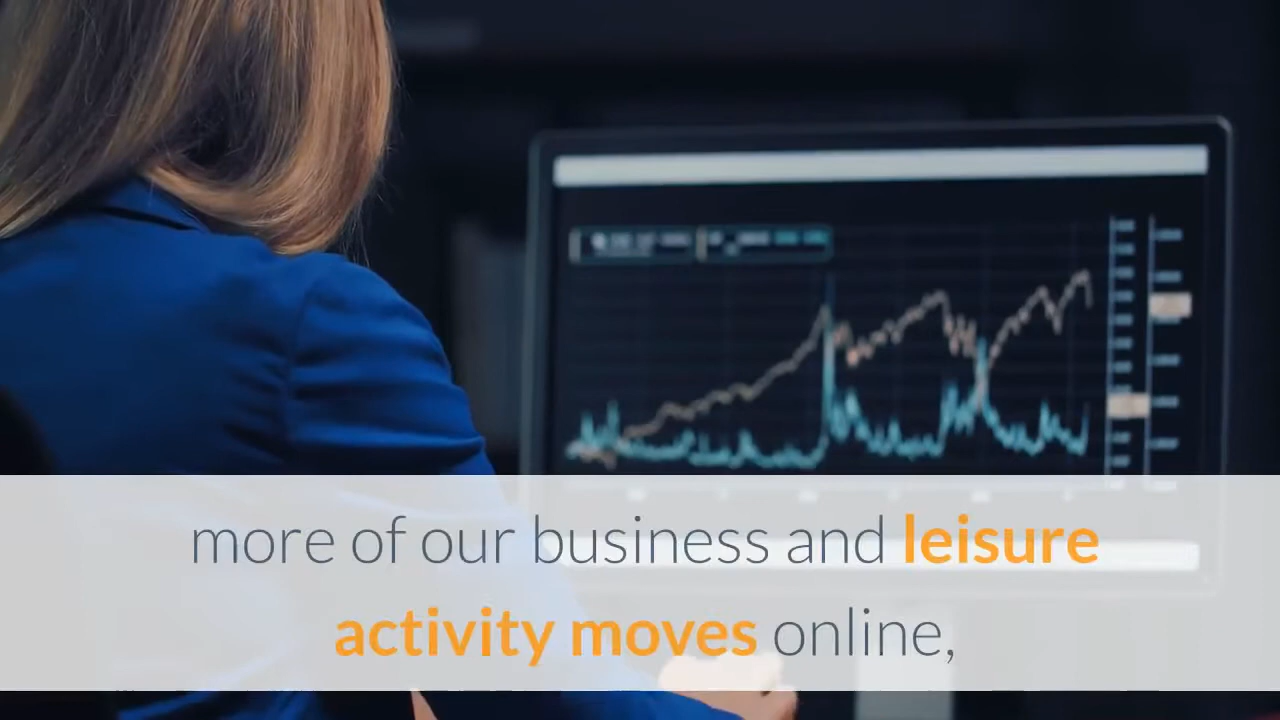 more of our business and leisure
activity moves online,